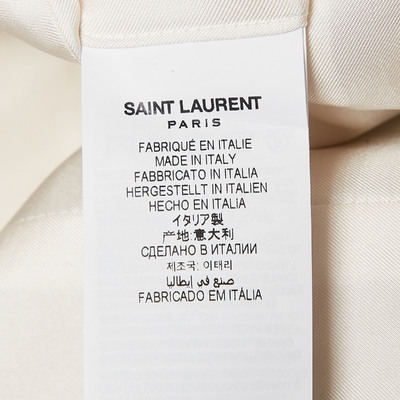 SAINT LAURENT
PARIS
FABRIQUÉ EN ITALIE
MADE IN ITALY
FABBRICATO IN ITALIA
HERGESTELLT IN ITALIEN
HECHO EN ITALIA
イタリア製
产地:意大利
СДЕЛАНО В ИТАЛИИ
제조국: 이태리
صنع في إيطاليا
FABRICADO EM ITÁLIA